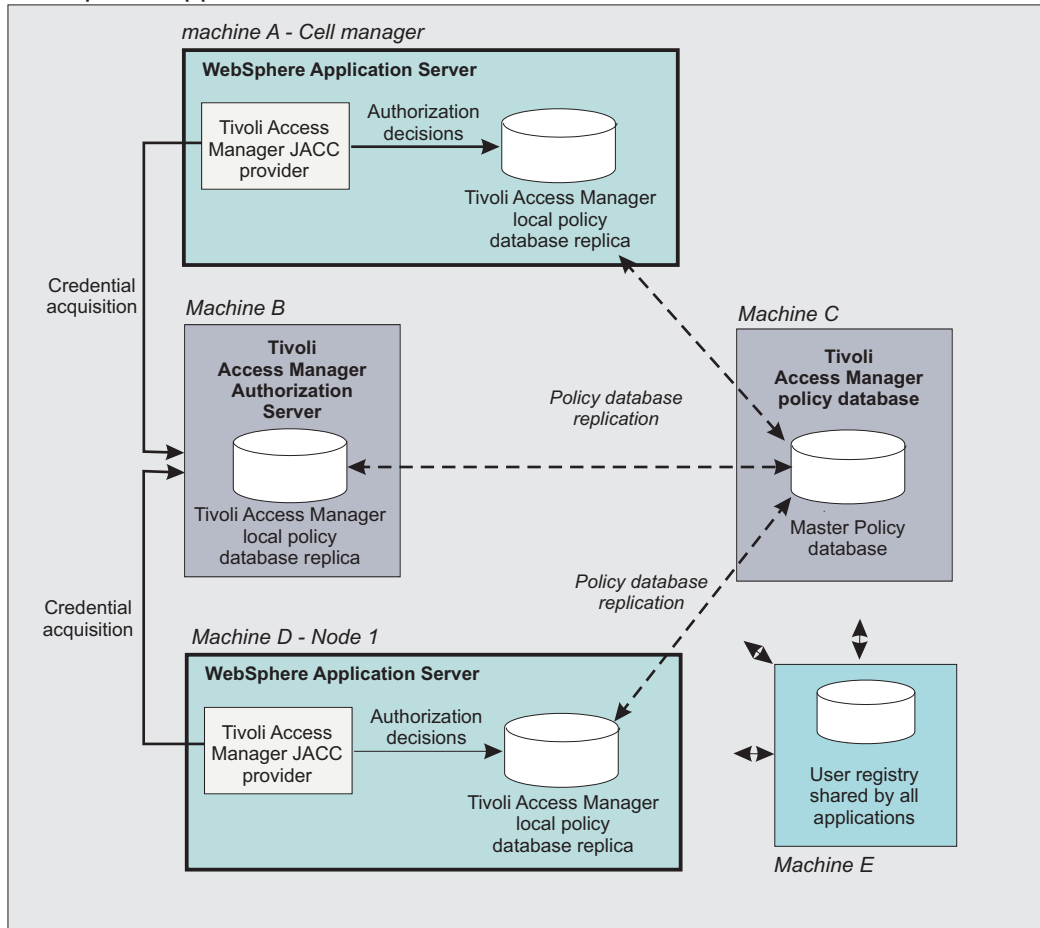 machine A - Cell manager
WebSphere Application Server
Tivoli Access
Manager JACC
provider
Authorization
decisions
Tivoli Access Manager
local policy
database replica
Credential
acquisition
Machine B
Tivoli
Access Manager
Authorization
Server
Tivoli Access Manager
local policy
database replica
Policy database
replication
Machine C
Tivoli
Access Manager
policy database
Master Policy
database
Policy database
replication
Credential
acquisition
Machine D - Node 1
WebSphere Application Server
Tivoli Access
Manager JACC
provider
Authorization
decisions
Tivoli Access Manager
local policy
database replica
User registry
shared by all
applications
Machine E